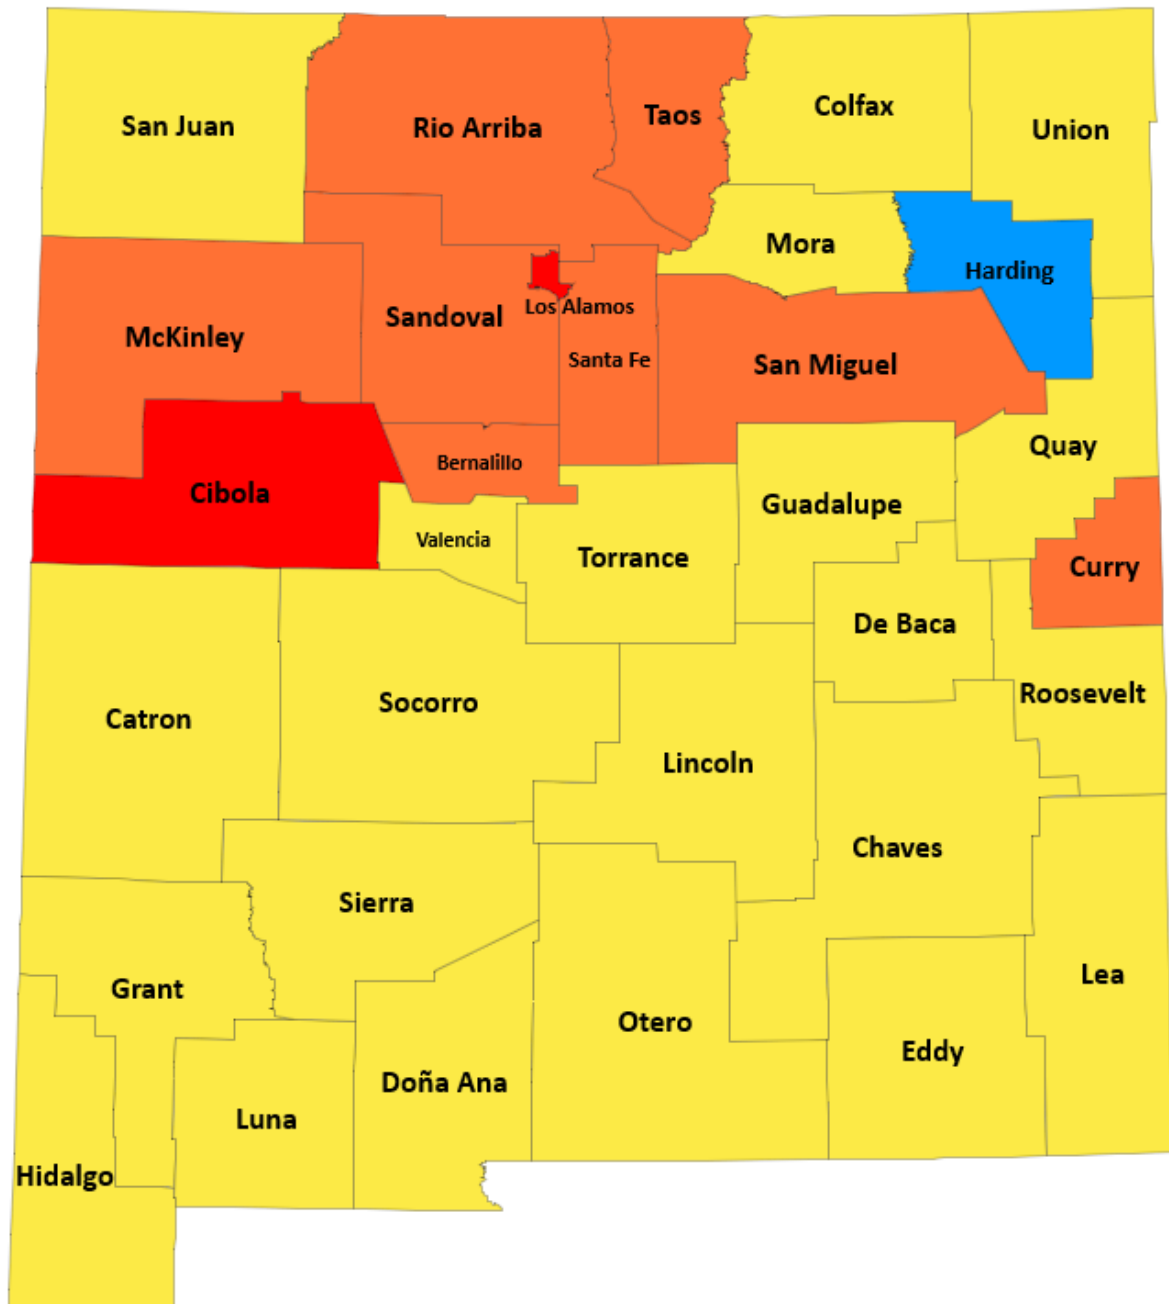 San Juan
Rio Arriba
Taos
Colfax
Union
Mora
Harding
McKinley
Sandoval
Los Alamos
Santa Fe
San Miguel
Quay
Cibola
Bernalillo
Guadalupe
Valencia
Torrance
Curry
De Baca
Roosevelt
Catron
Socorro
Lincoln
Chaves
Sierra
Grant
Lea
Otero
Eddy
Doña Ana
Luna
Hidalgo